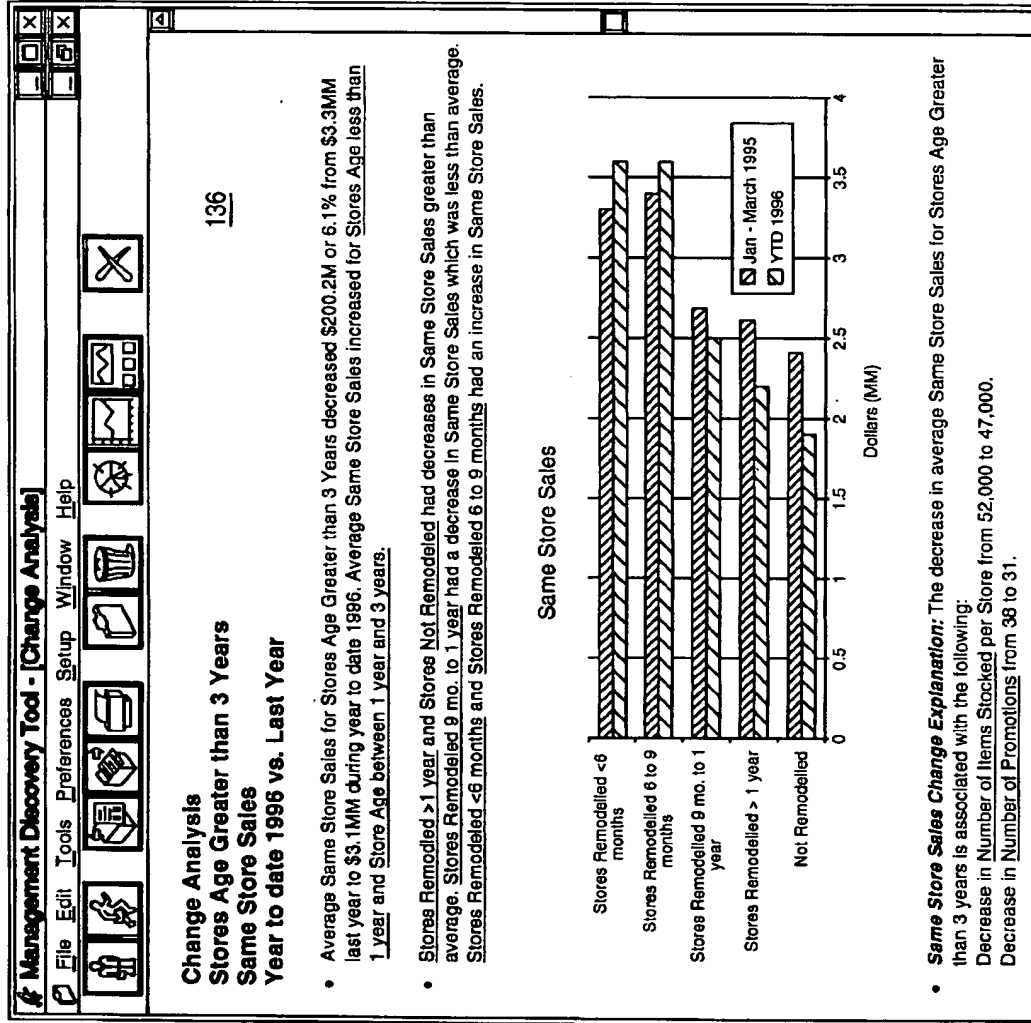 Management Discovery Tool - [Change Analysis]
File Edit Tools Preferences Setup Window Help
136
Change Analysis
Stores Age Greater than 3 Years
Same Store Sales
Year to date 1996 vs. Last Year
• Average Same Store Sales for Stores Age Greater than 3 Years decreased $200.2M or 6.1% from $3.3MM
last year to $3.1MM during year to date 1996. Average Same Store Sales increased for Stores Age less than
1 year and Store Age between 1 year and 3 years.
• Stores Remodled >1 year and Stores Not Remodeled had decreases in Same Store Sales greater than
average. Stores Remodeled 9 mo. to 1 year had a decrease in Same Store Sales which was less than average.
Stores Remodeled <6 months and Stores Remodeled 6 to 9 months had an increase in Same Store Sales.
Same Store Sales
Stores Remodelled <6
months
Stores Remodelled 6 to 9
months
Stores Remodelled 9 mo. to 1
year
Stores Remodelled > 1 year
Not Remodelled
Jan - March 1995
YTD 1996
0 0.5 1 1.5 2 2.5 3 3.5 4
Dollars (MM)
• Same Store Sales Change Explanation: The decrease in average Same Store Sales for Stores Age Greater
than 3 years is associated with the following:
Decrease in Number of Items Stocked per Store from 52,000 to 47,000.
Decrease in Number of Promotions from 38 to 31.